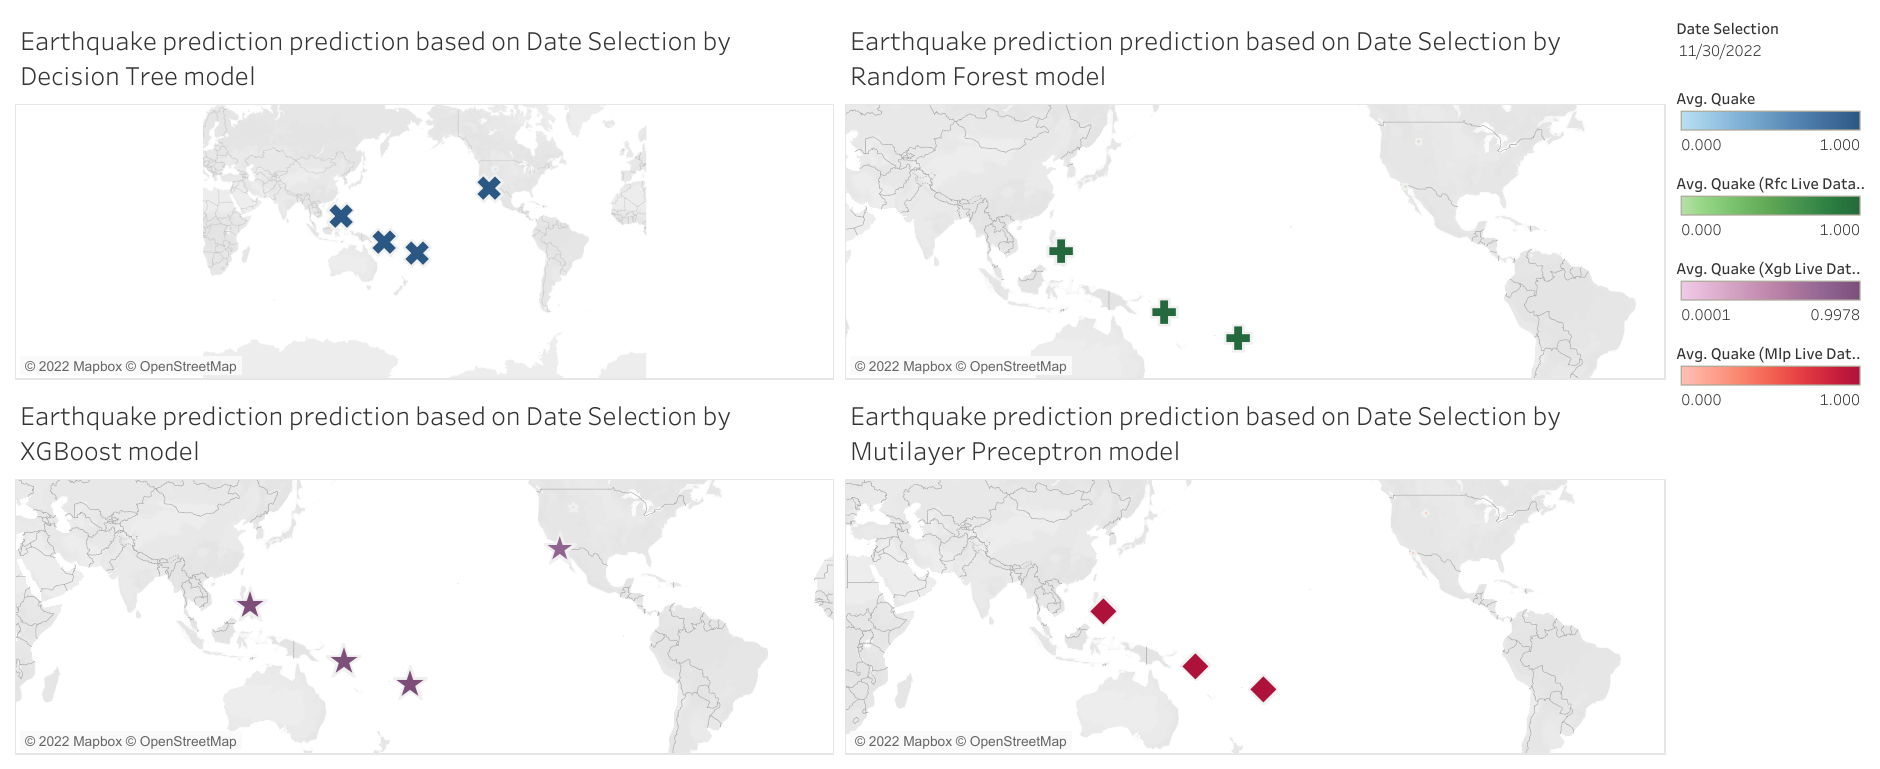 Earthquake prediction prediction based on Date Selection by
Decision Tree model
© 2022 Mapbox © OpenStreetMap
Earthquake prediction prediction based on Date Selection by
Random Forest model
© 2022 Mapbox © OpenStreetMap
Earthquake prediction prediction based on Date Selection by
XGBoost model
© 2022 Mapbox © OpenStreetMap
Earthquake prediction prediction based on Date Selection by
Mutilayer Preceptron model
© 2022 Mapbox © OpenStreetMap
Date Selection
11/30/2022
Avg. Quake
0.000 1.000
Avg. Quake (Rfc Live Data..
0.000 1.000
Avg. Quake (Xgb Live Dat..
0.0001 0.9978
Avg. Quake (Mlp Live Dat..
0.000 1.000